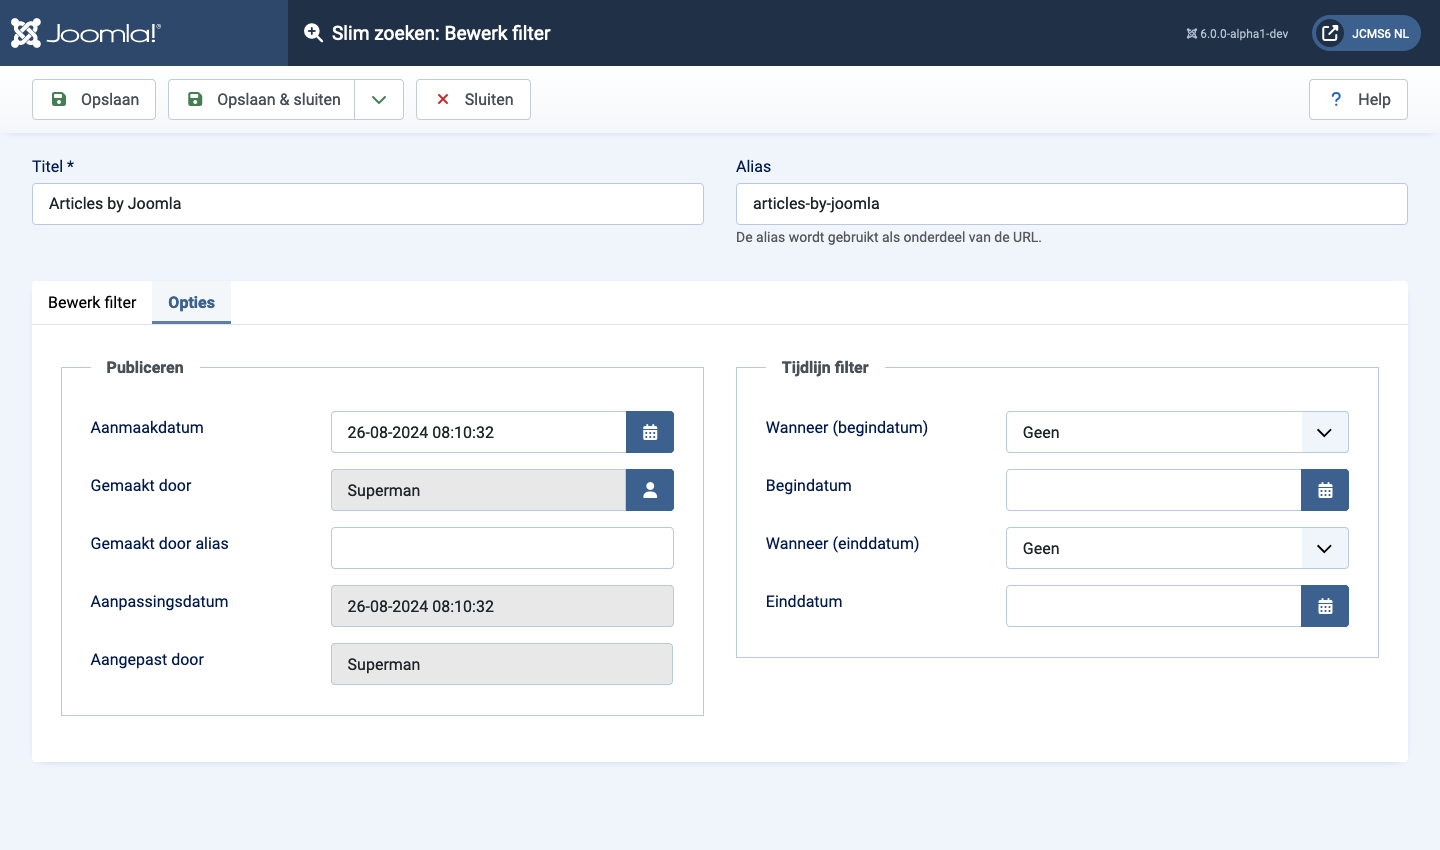 Joomla!®
Slim zoeken: Bewerk filter
6.0.0-alpha1-dev
JCMS6 NL
Opslaan
Opslaan & sluiten
Sluiten
? Help
Titel *
Alias
Articles by Joomla
articles-by-joomla
De alias wordt gebruikt als onderdeel van de URL.
Bewerk filter
Opties
Publiceren
Aanmaakdatum
26-08-2024 08:10:32
Gemaakt door
Superman
Gemaakt door alias
Aanpassingsdatum
26-08-2024 08:10:32
Aangepast door
Superman
Tijdlijn filter
Wanneer (begindatum)
Geen
Begindatum
Wanneer (einddatum)
Geen
Einddatum